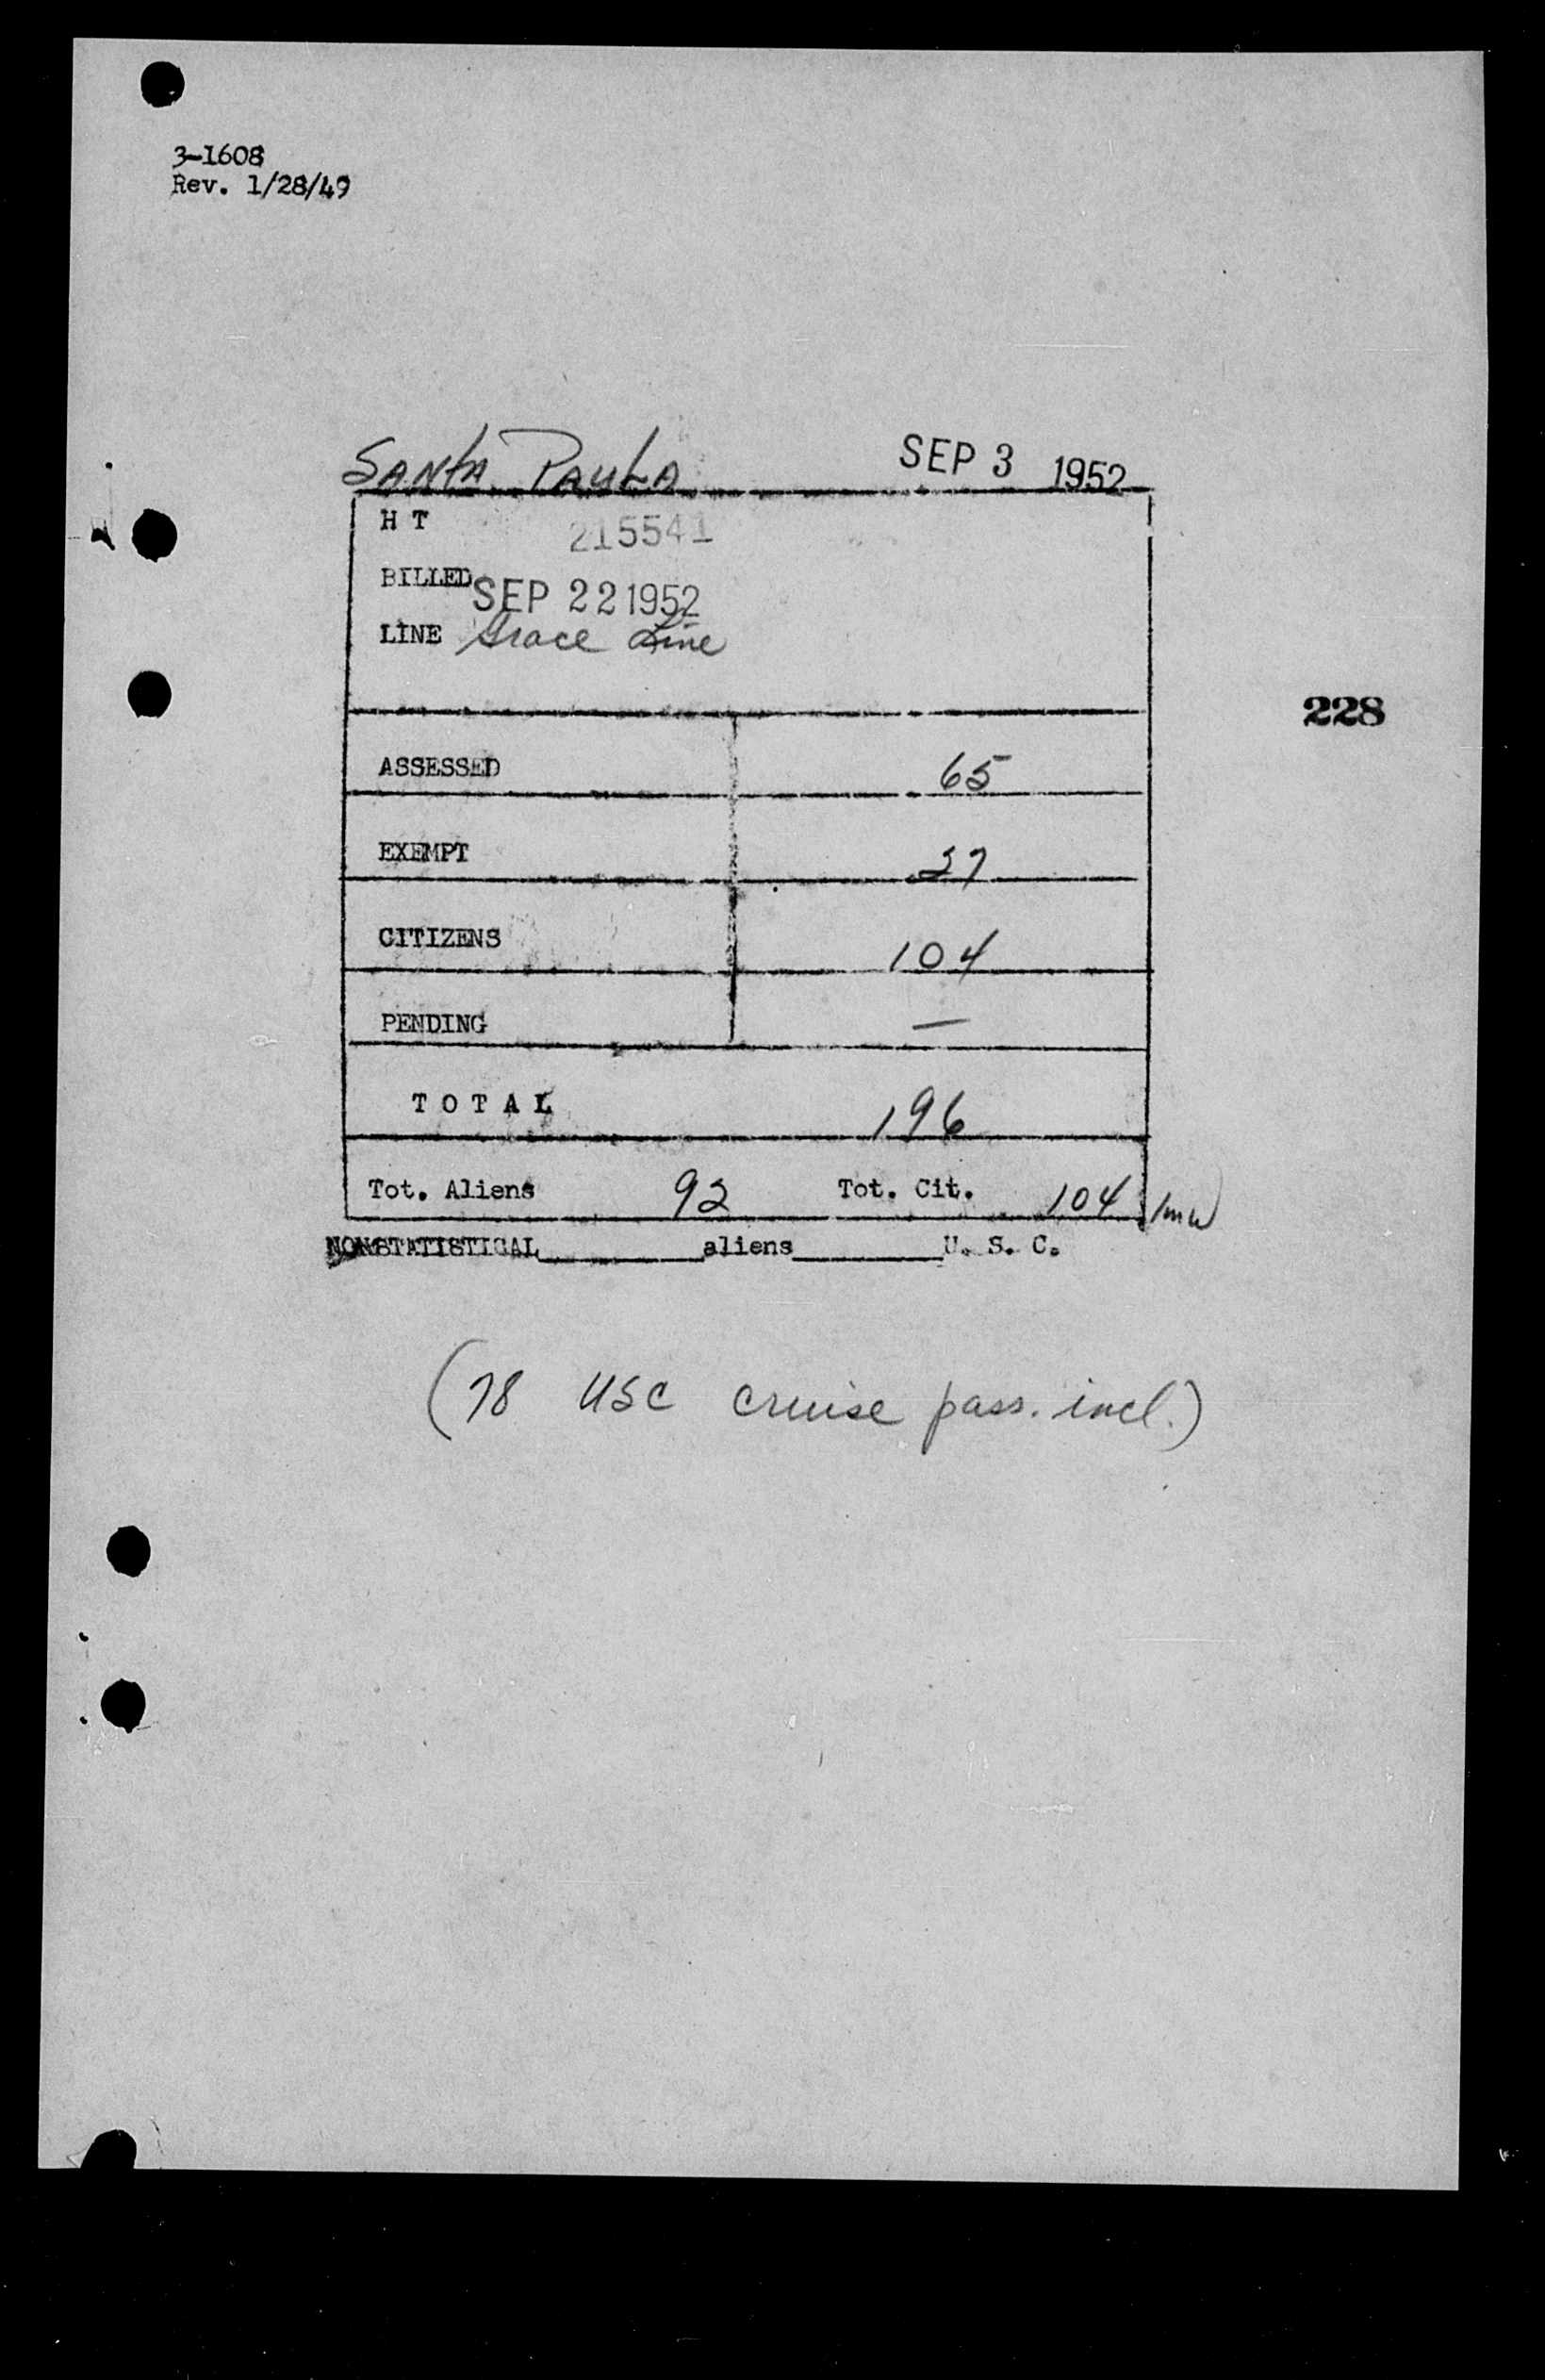 3-1608
Rev. 1/28/49
SANTA PAULA SEP 3 1952
H T 215541
BILLED SEP 22 1952
LINE Grace Line
228
ASSESSED 65
EXEMPT 27
CITIZENS 104
PENDING —
TOTAL 196
Tot. Aliens 92 Tot. Cit. 104 /mw
NONSTATISTICAL aliens U. S. C.
(78 USC cruise pass. incl.)